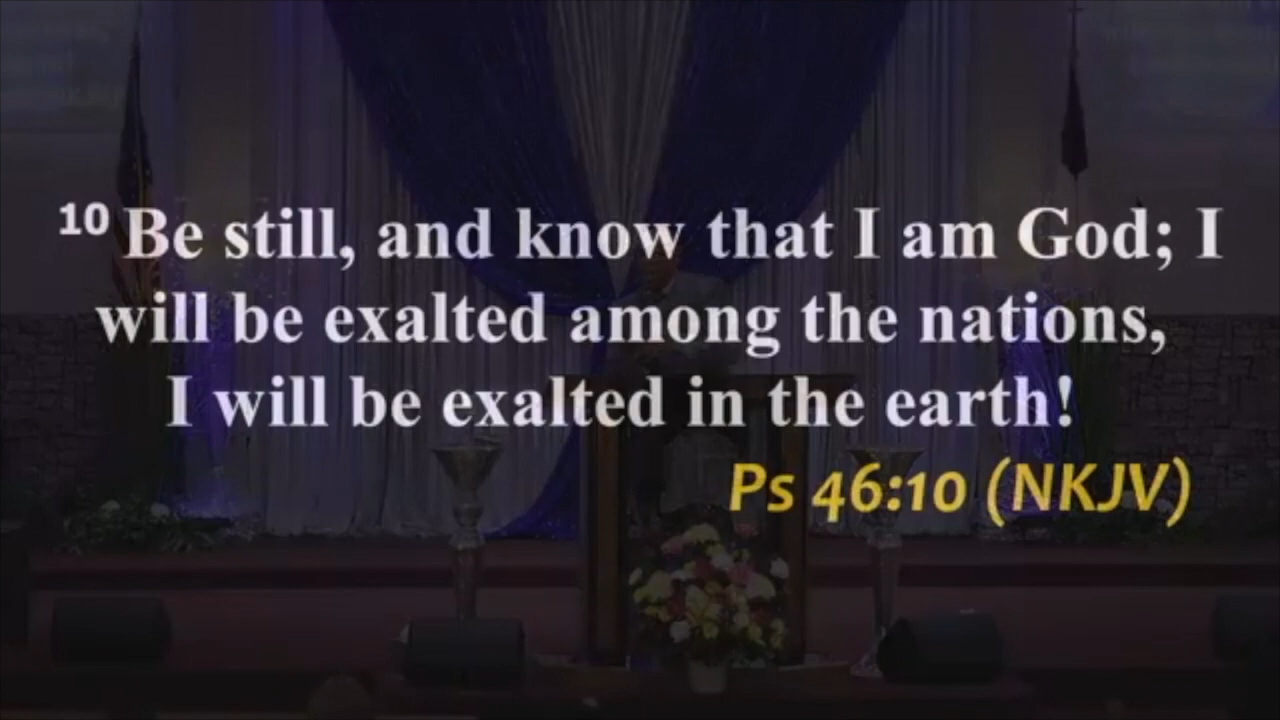 10 Be still, and know that I am God; I
will be exalted among the nations,
I will be exalted in the earth!
Ps 46:10 (NKJV)